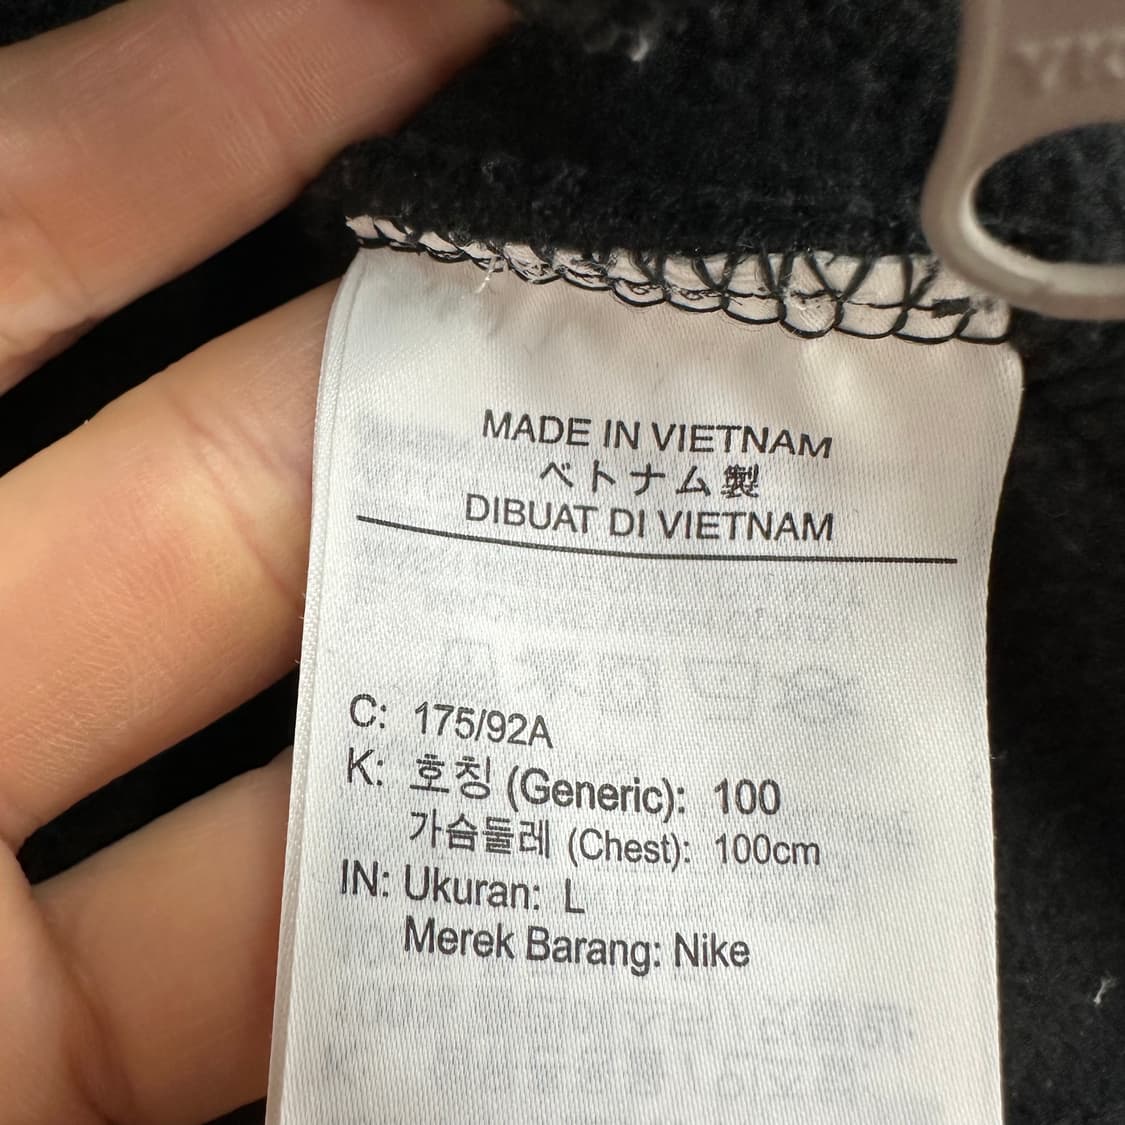 MADE IN VIETNAM
ベトナム製
DIBUAT DI VIETNAM
C: 175/92A
K: 호칭 (Generic): 100
가슴둘레 (Chest): 100cm
IN: Ukuran: L
Merek Barang: Nike